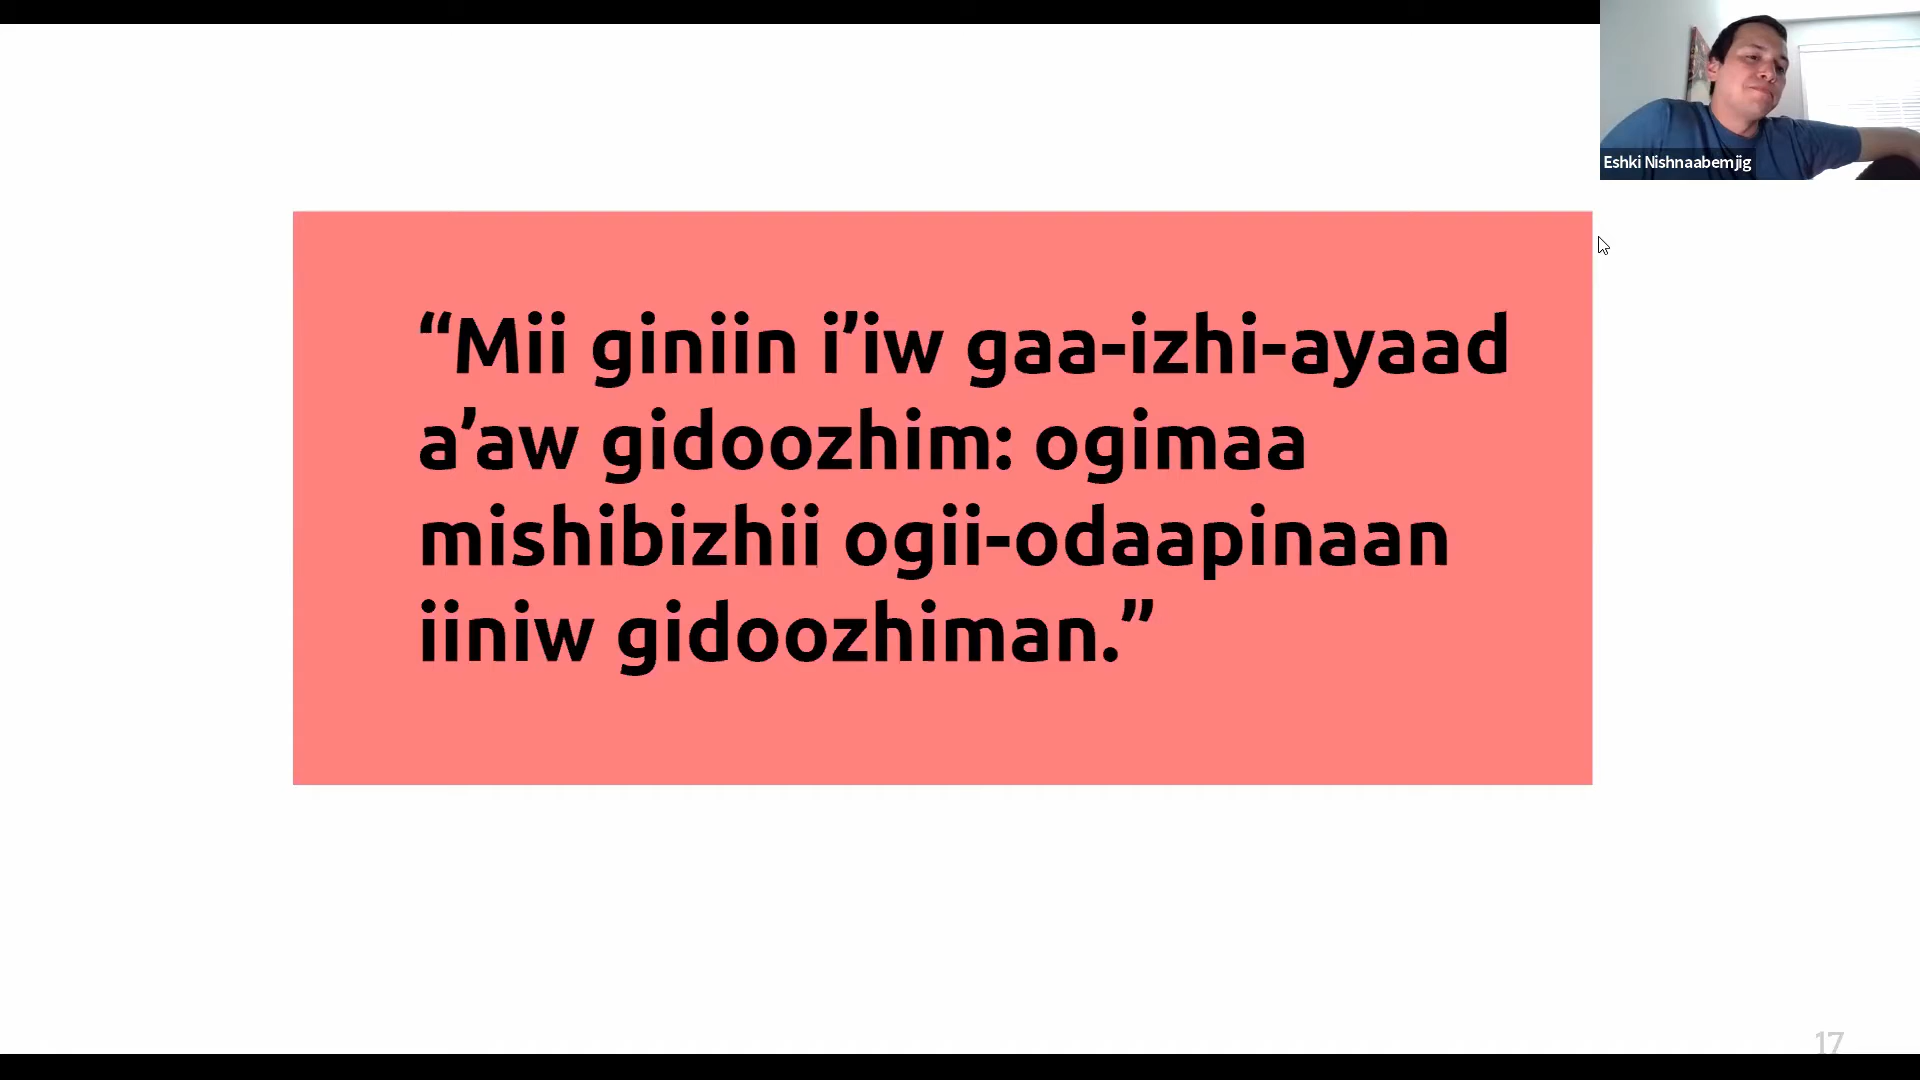 Eshki Nishnaabemjig
“Mii giniin i’iw gaa-izhi-ayaad
a’aw gidoozhim: ogimaa
mishibizhii ogii-odaapinaan
iiniw gidoozhiman.”
17